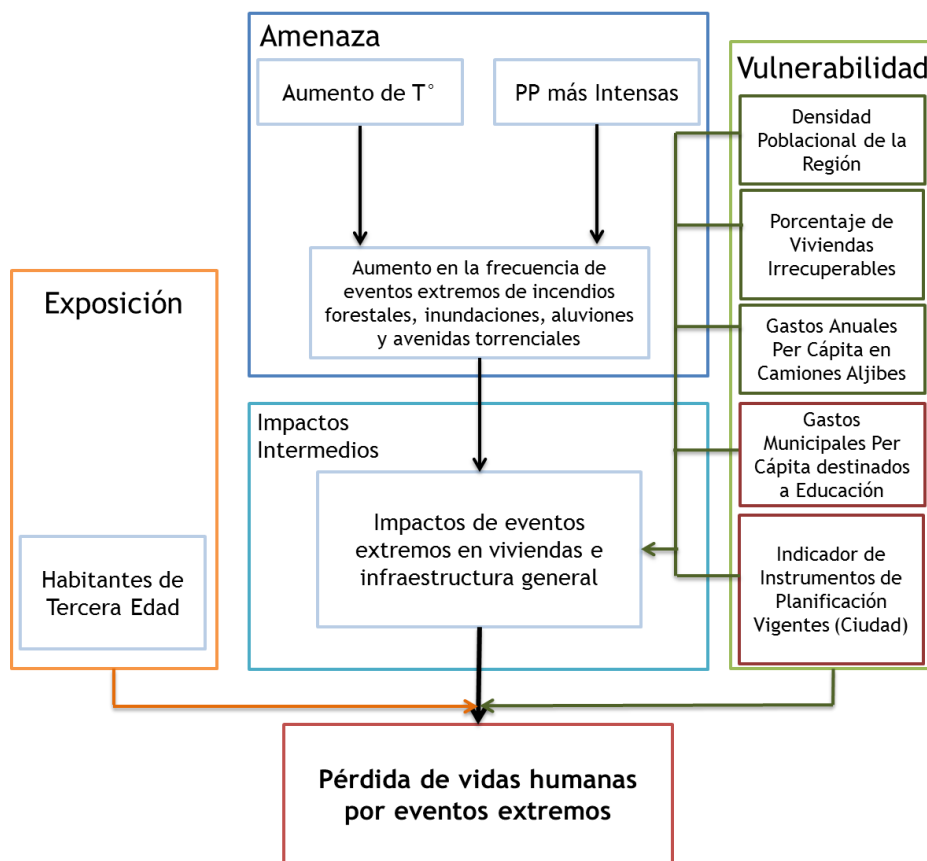 Amenaza
Aumento de T°
PP más Intensas
Aumento en la frecuencia de
eventos extremos de incendios
forestales, inundaciones, aluviones
y avenidas torrenciales
Vulnerabilidad
Densidad
Poblacional de la
Región
Porcentaje de
Viviendas
Irrecuperables
Gastos Anuales
Per Cápita en
Camiones Aljibes
Gastos
Municipales Per
Cápita destinados
a Educación
Indicador de
Instrumentos de
Planificación
Vigentes (Ciudad)
Exposición
Habitantes de
Tercera Edad
Impactos
Intermedios
Impactos de eventos
extremos en viviendas e
infraestructura general
Pérdida de vidas humanas
por eventos extremos